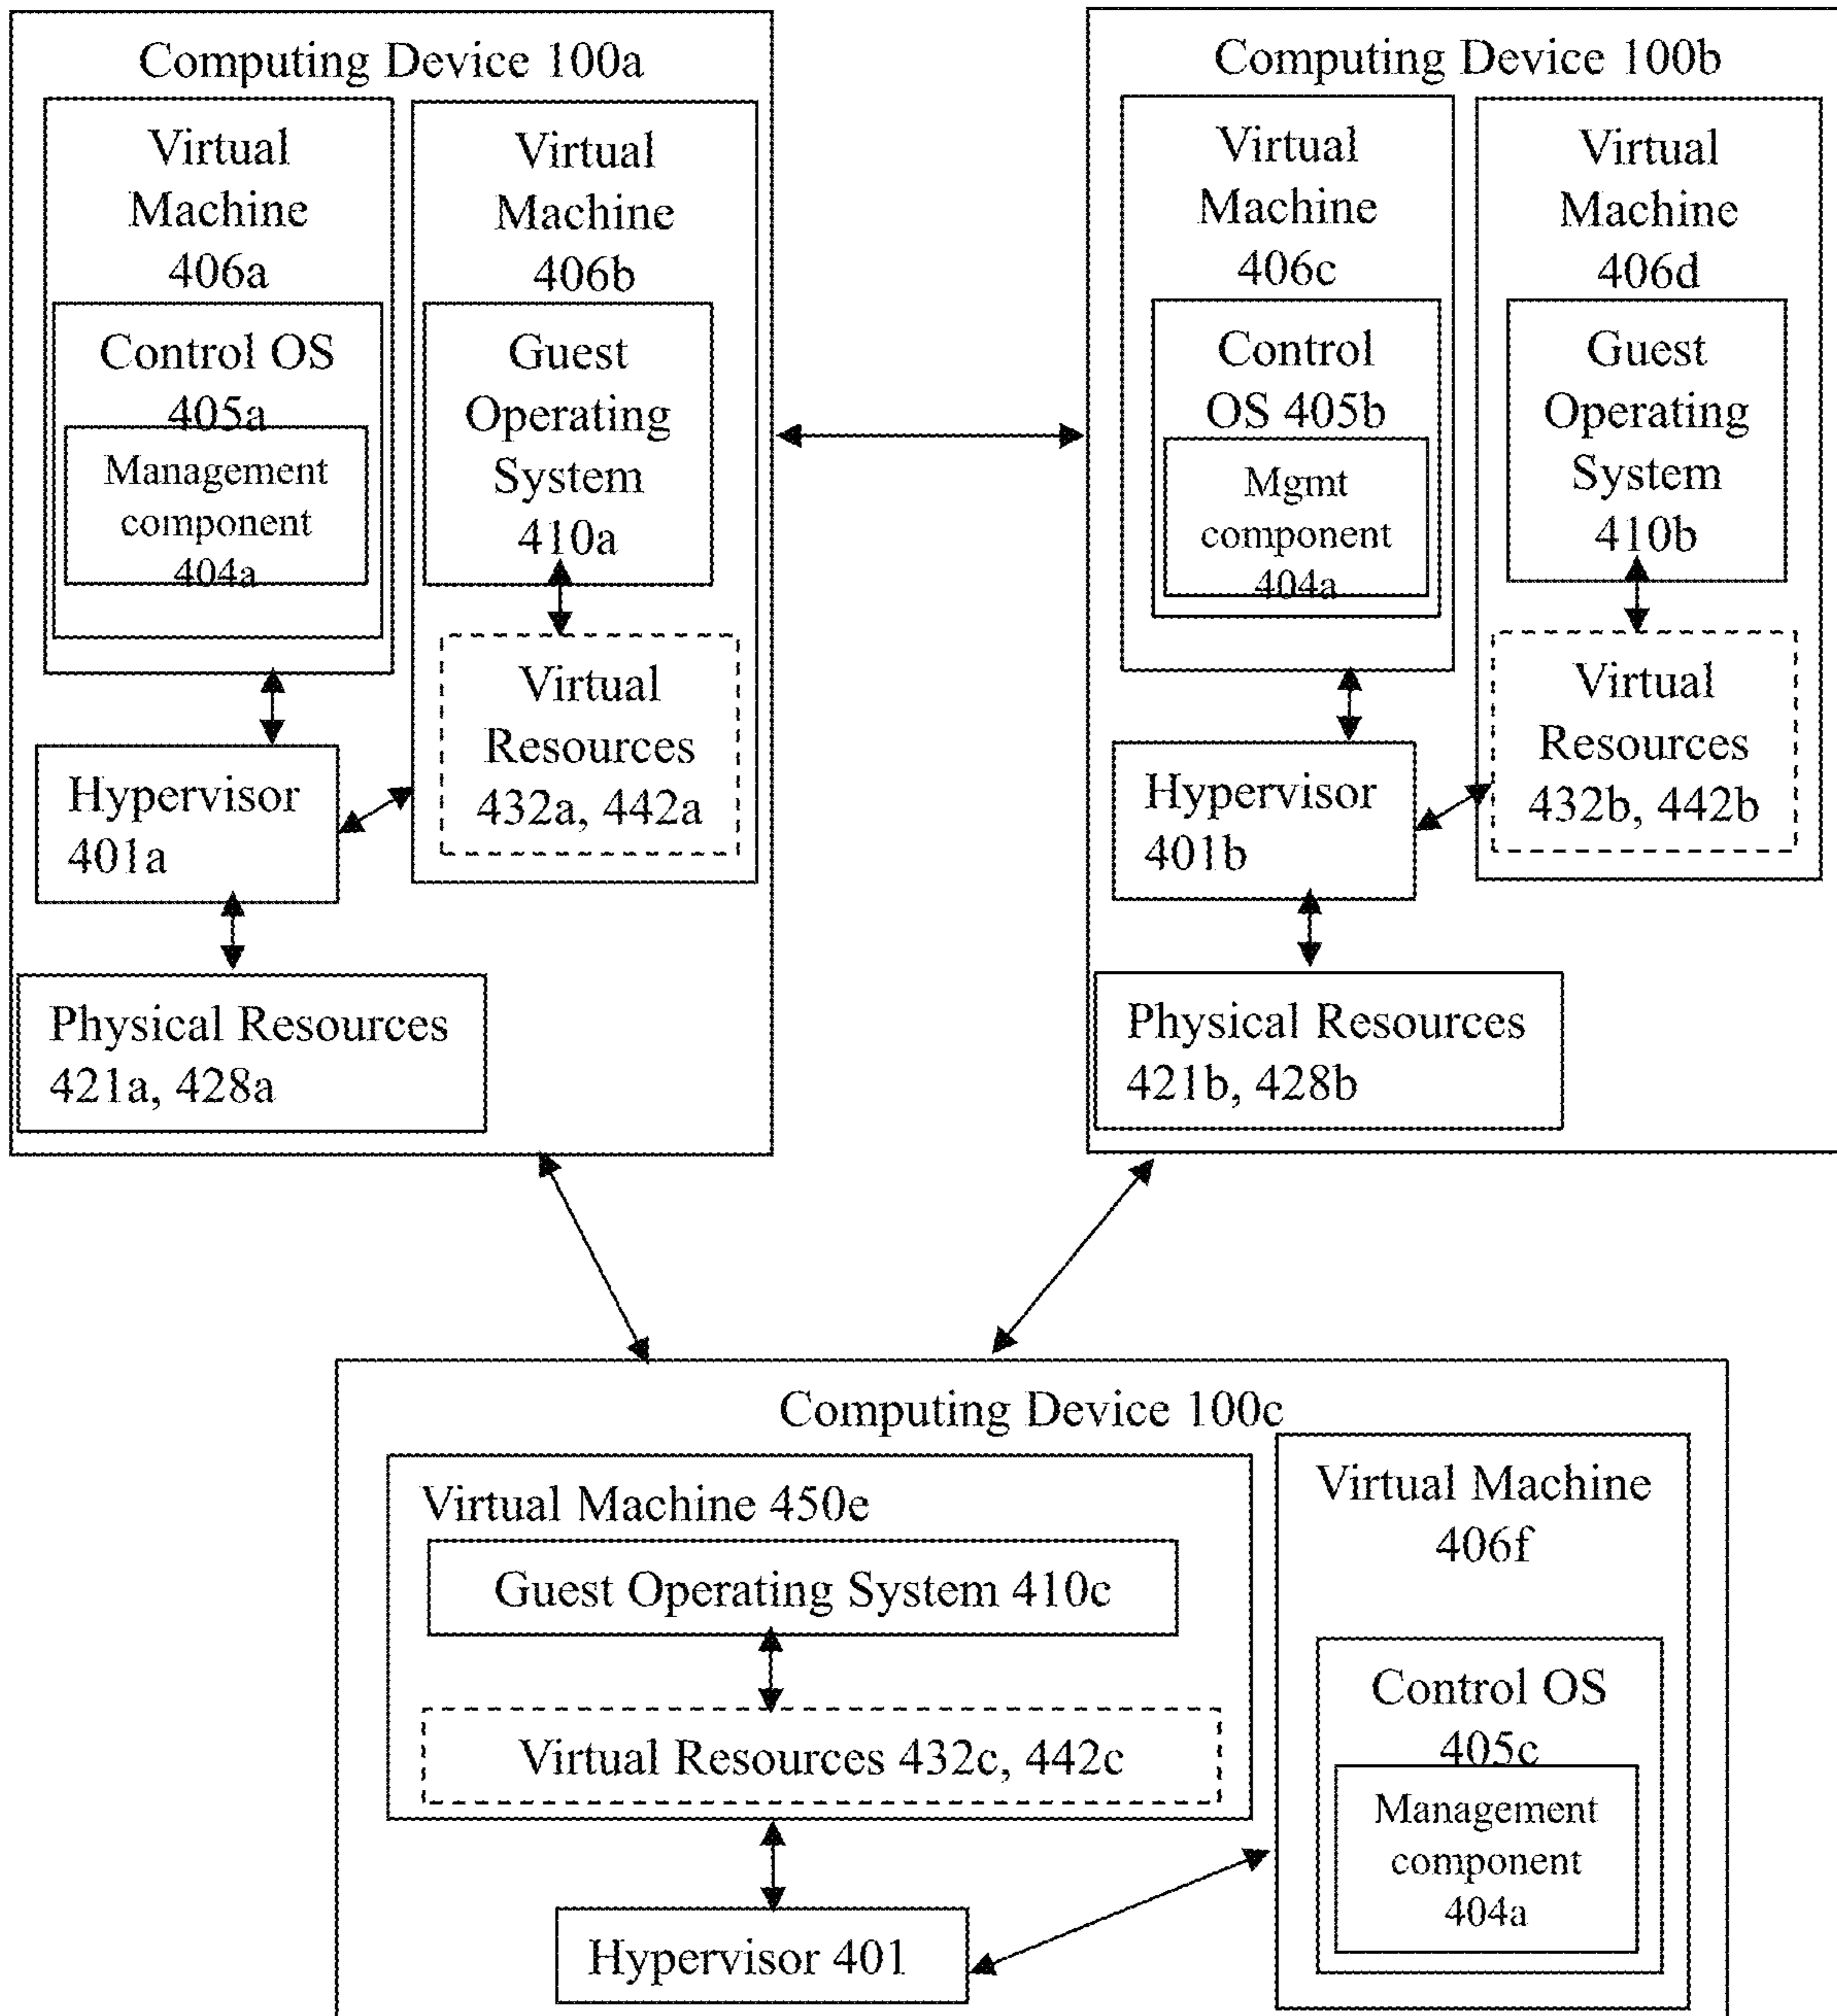 Computing Device 100a
Virtual
Machine
406a
Control OS
405a
Management
component
404a
Virtual
Machine
406b
Guest
Operating
System
410a
Virtual
Resources
432a, 442a
Hypervisor
401a
Physical Resources
421a, 428a
Computing Device 100b
Virtual
Machine
406c
Control
OS 405b
Mgmt
component
404a
Virtual
Machine
406d
Guest
Operating
System
410b
Virtual
Resources
432b, 442b
Hypervisor
401b
Physical Resources
421b, 428b
Computing Device 100c
Virtual Machine 450e
Guest Operating System 410c
Virtual Resources 432c, 442c
Hypervisor 401
Virtual Machine
406f
Control OS
405c
Management
component
404a